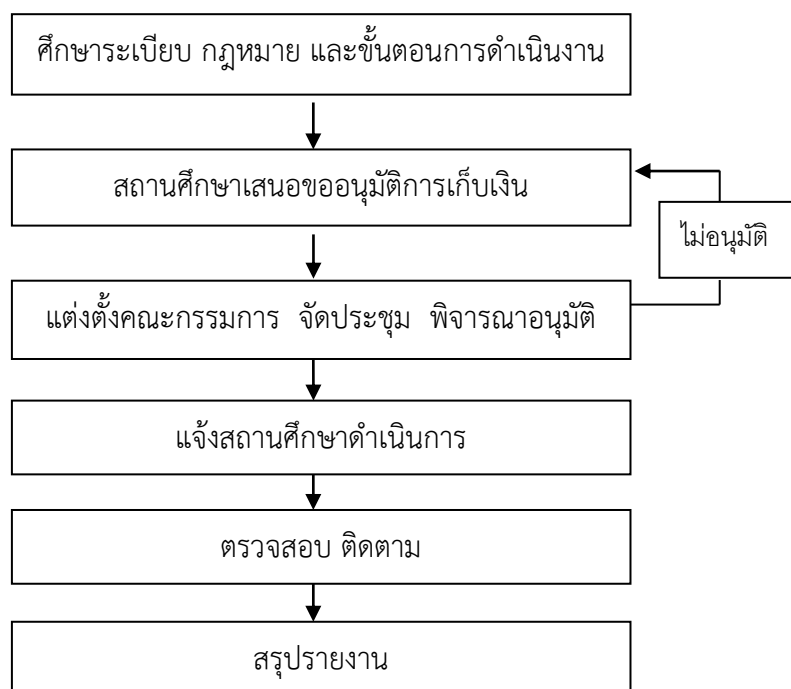 ศึกษาระเบียบ กฎหมาย และขั้นตอนการดำเนินงาน
สถานศึกษาเสนอขออนุมัติการเก็บเงิน
ไม่อนุมัติ
แต่งตั้งคณะกรรมการ จัดประชุม พิจารณาอนุมัติ
แจ้งสถานศึกษาดำเนินการ
ตรวจสอบ ติดตาม
สรุปรายงาน